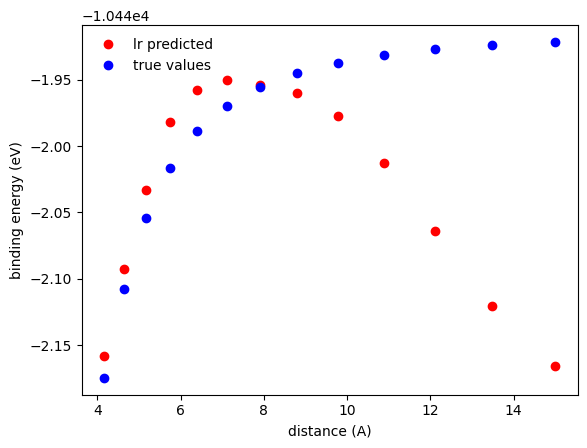 −1.044e4
lr predicted
true values
−1.95
−2.00
−2.05
−2.10
−2.15
binding energy (eV)
4 6 8 10 12 14
distance (A)